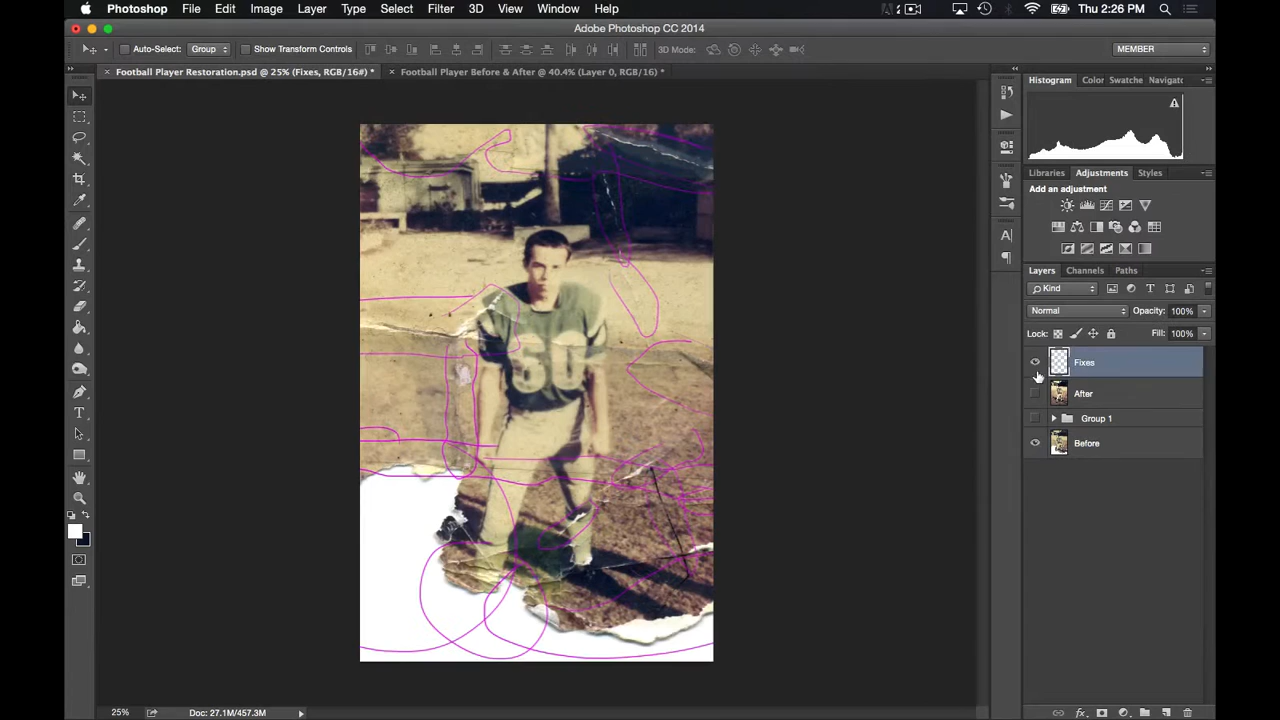 Photoshop File Edit Image Layer Type Select Filter 3D View Window Help Thu 2:26 PM
Adobe Photoshop CC 2014
Auto-Select: Group Show Transform Controls 3D Mode: MEMBER
× Football Player Restoration.psd @ 25% (Fixes, RGB/16#) * × Football Player Before & After @ 40.4% (Layer 0, RGB/16) *
Histogram Color Swatche Navigatc
Libraries Adjustments Styles
Add an adjustment
Layers Channels Paths
Kind
Normal Opacity: 100%
Lock: Fill: 100%
Fixes
After
Group 1
Before
60
25% Doc: 27.1M/457.3M